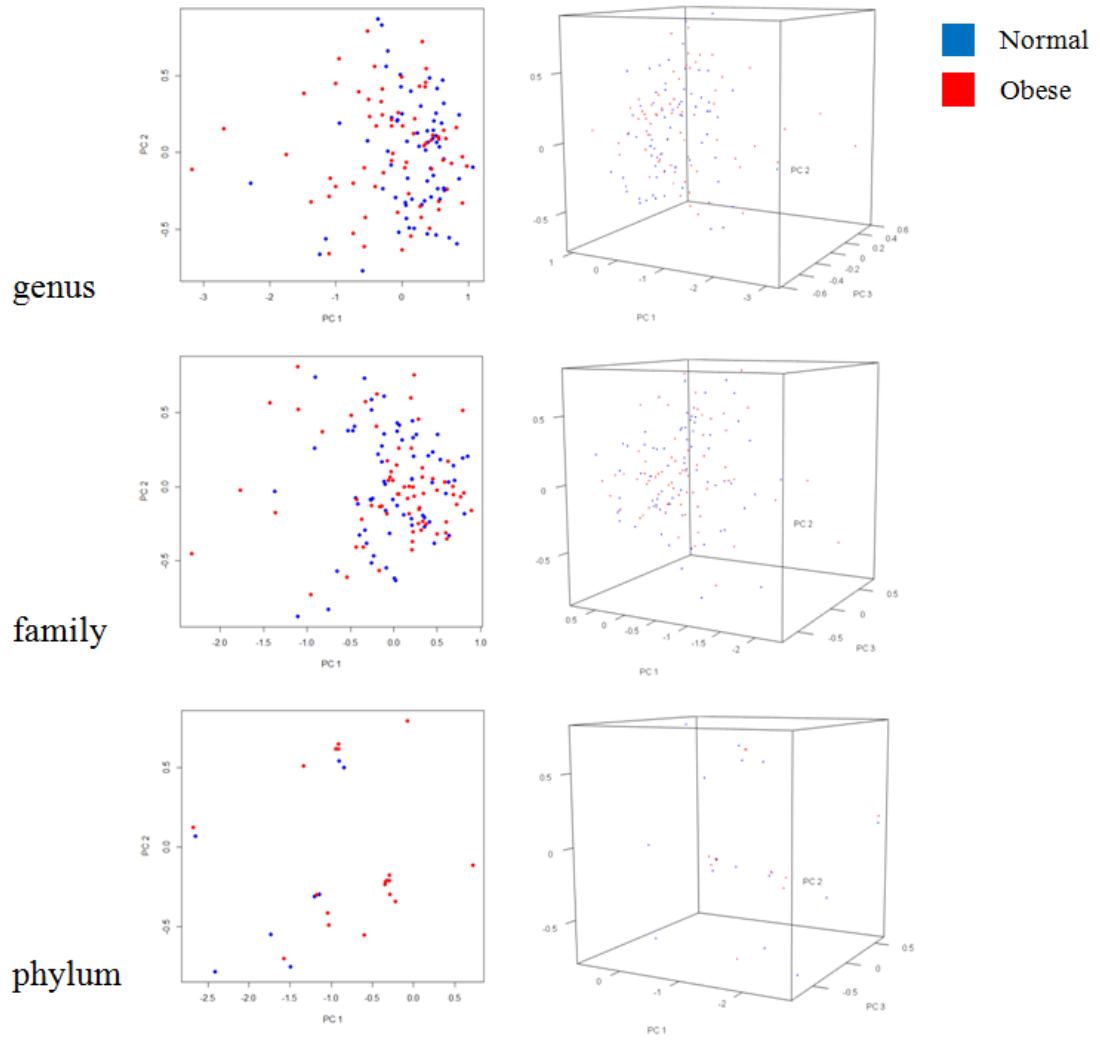 Normal
Obese
genus
PC 2
0.5
0.0
-0.5
-3 -2 -1 0 1
PC 1
0.5
0
-0.5
PC 2
1 0 -1 -2 -3
-0.6 -0.4 -0.2 0 0.2 0.4 0.6
PC 3
PC 1
family
PC 2
0.5
0.0
-0.5
-2.0 -1.5 -1.0 -0.5 0.0 0.5 1.0
PC 1
0.5
0
-0.5
PC 2
0.5 0 -0.5 -1 -1.5 -2
-0.5 0 0.5
PC 3
PC 1
phylum
PC 2
0.5
0.0
-0.5
-2.5 -2.0 -1.5 -1.0 -0.5 0.0 0.5
PC 1
0.5
0
-0.5
PC 2
0 -1 -2
-0.5 0 0.5
PC 3
PC 1